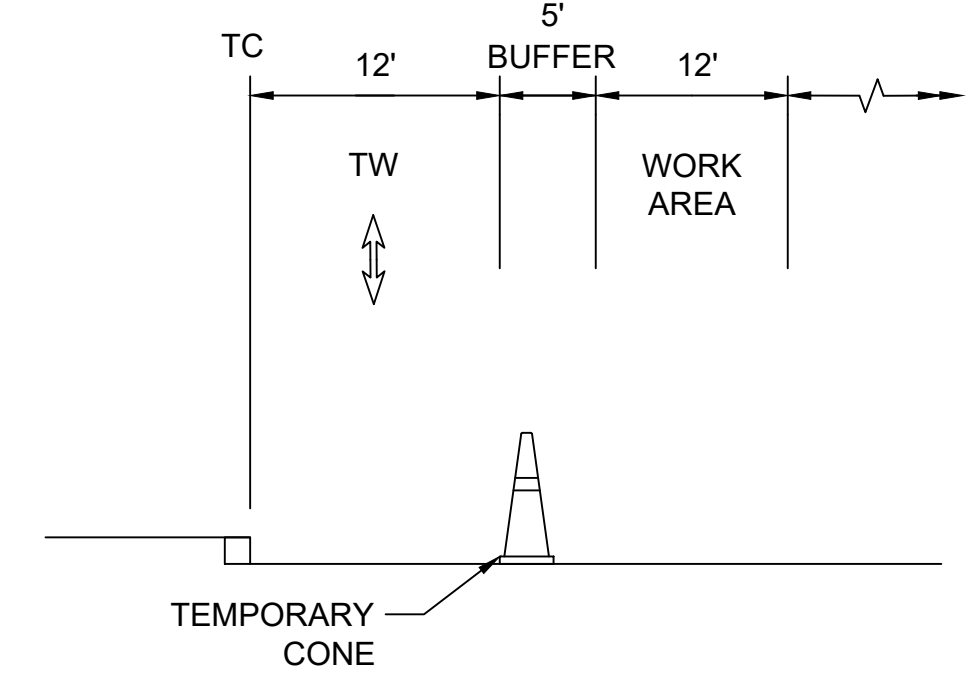 5'
TC
12'
BUFFER
12'
TW
WORK
AREA
TEMPORARY
CONE